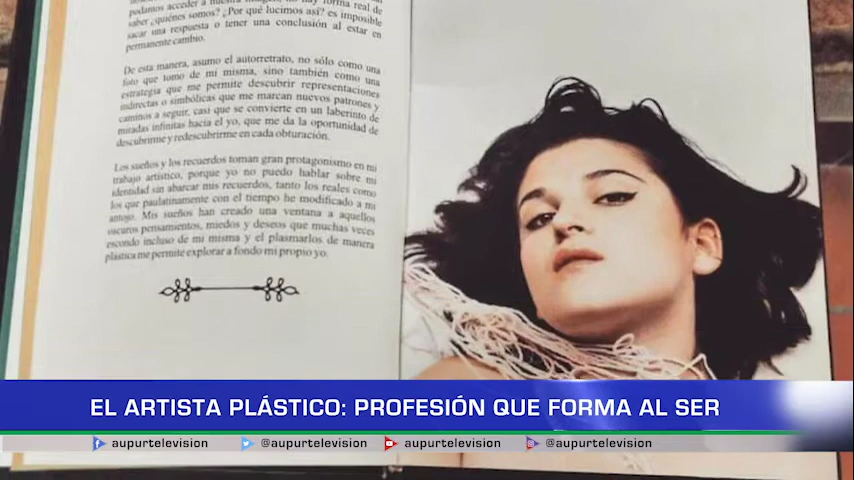 podamos acceder a nuestra imagen, no hay forma real de
saber ¿quiénes somos? ¿Por qué lucimos así? es imposible
sacar una respuesta o tener una conclusión al estar en
permanente cambio.
De esta manera, asumo el autorretrato, no sólo como una
foto que tomo de mi misma, sino también como una
estrategia que me permite descubrir representaciones
indirectas o simbólicas que me marcan nuevos patrones y
caminos a seguir, casi que se convierte en un laberinto de
miradas infinitas hacia el yo, que me da la oportunidad de
descubrirme y redescubrirme en cada obturación.
Los sueños y los recuerdos toman gran protagonismo en mi
trabajo artístico, porque yo no puedo hablar sobre mi
identidad sin abarcar mis recuerdos, tanto los reales como
los que paulatinamente con el tiempo he modificado a mi
antojo. Mis sueños han creado una ventana a aquellos
oscuros pensamientos, miedos y deseos que muchas veces
escondo incluso de mi misma y el plasmarlos de manera
plástica me permite explorar a fondo mi propio yo.
EL ARTISTA PLÁSTICO: PROFESIÓN QUE FORMA AL SER
aupurtelevision @aupurtelevision aupurtelevision @aupurtelevision